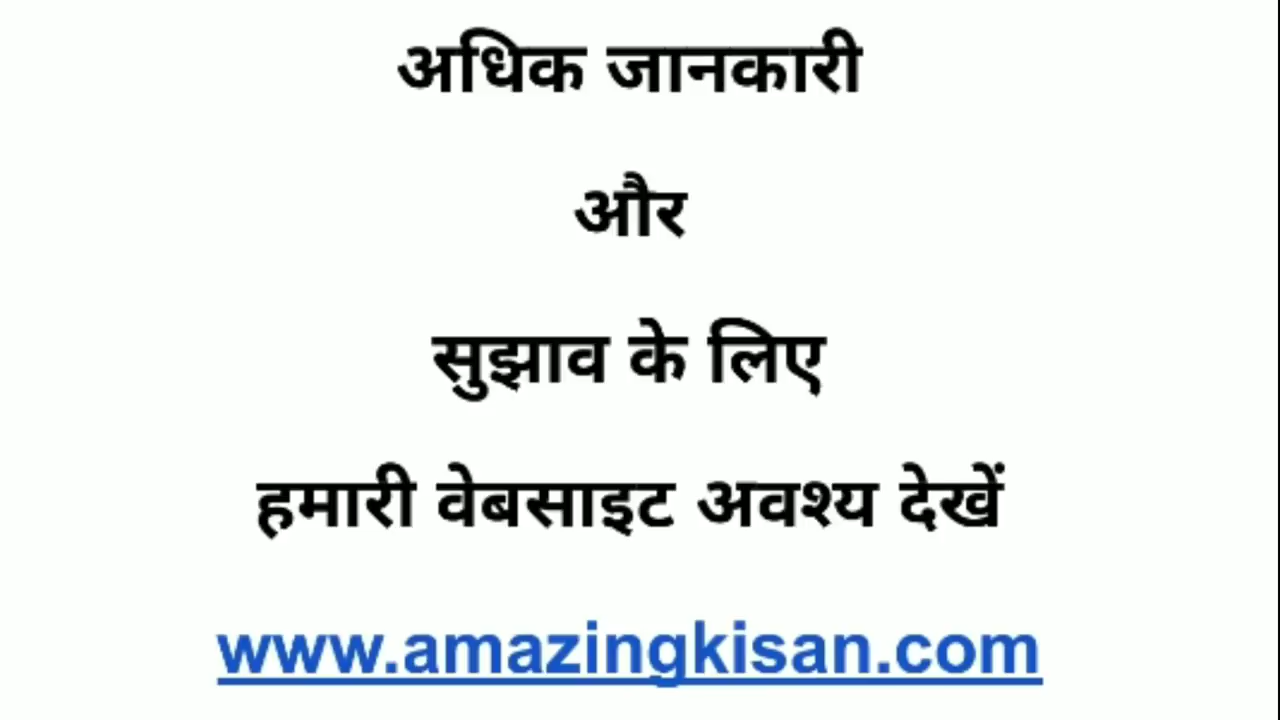 अधिक जानकारी
और
सुझाव के लिए
हमारी वेबसाइट अवश्य देखें
www.amazingkisan.com